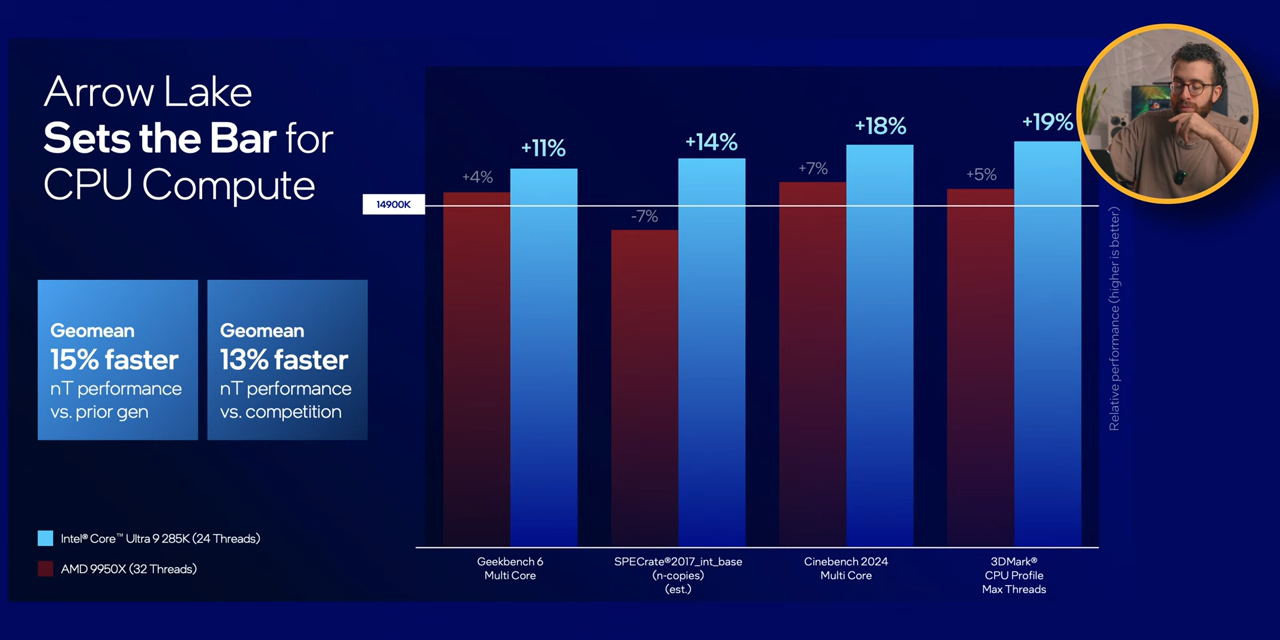 Arrow Lake
Sets the Bar for
CPU Compute
Geomean
15% faster
nT performance
vs. prior gen
Geomean
13% faster
nT performance
vs. competition
Intel® Core™ Ultra 9 285K (24 Threads)
AMD 9950X (32 Threads)
14900K
+4%
+11%
-7%
+14%
+7%
+18%
+5%
+19%
Geekbench 6
Multi Core
SPECrate®2017_int_base
(n-copies)
(est.)
Cinebench 2024
Multi Core
3DMark®
CPU Profile
Max Threads
Relative performance (higher is better)